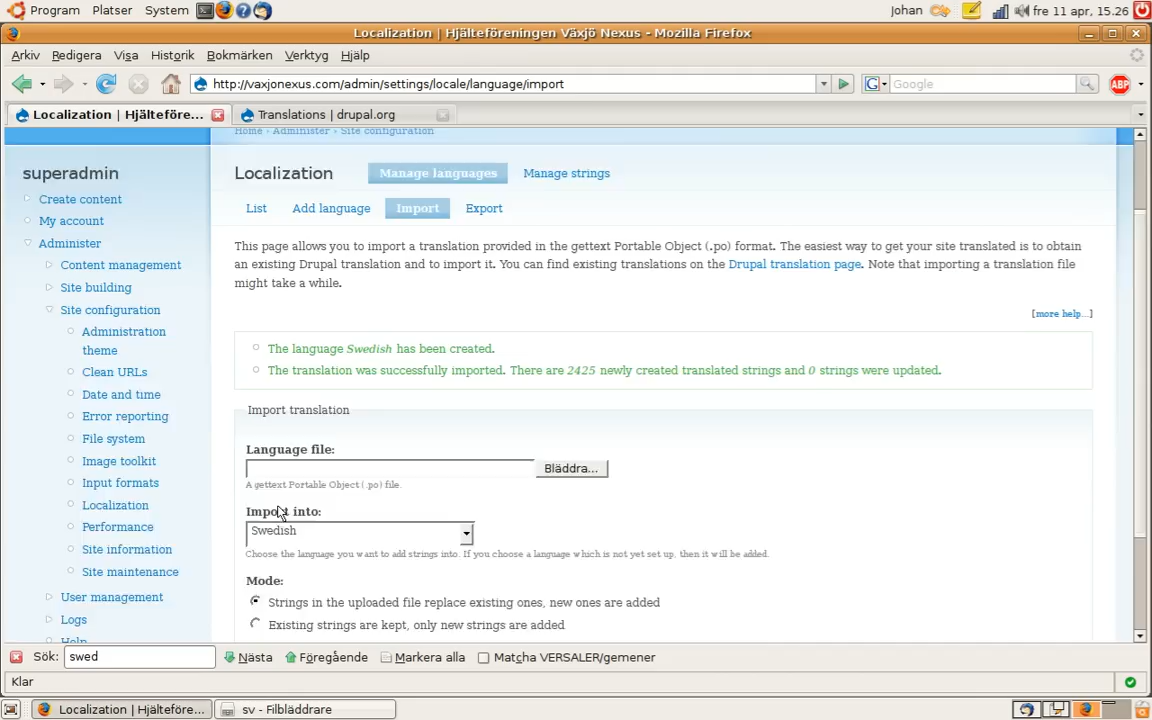 Program Platser System Johan fre 11 apr, 15.26
Localization | Hjälteföreningen Växjö Nexus - Mozilla Firefox
Arkiv Redigera Visa Historik Bokmärken Verktyg Hjälp
http://vaxjonexus.com/admin/settings/locale/language/import Google ABP
Localization | Hjälteföre... Translations | drupal.org
Home › Administer › Site configuration
superadmin
Create content
My account
Administer
Content management
Site building
Site configuration
Administration
theme
Clean URLs
Date and time
Error reporting
File system
Image toolkit
Input formats
Localization
Performance
Site information
Site maintenance
User management
Logs
Help
Localization Manage languages Manage strings
List Add language Import Export
This page allows you to import a translation provided in the gettext Portable Object (.po) format. The easiest way to get your site translated is to obtain
an existing Drupal translation and to import it. You can find existing translations on the Drupal translation page. Note that importing a translation file
might take a while.
[more help...]
The language Swedish has been created.
The translation was successfully imported. There are 2425 newly created translated strings and 0 strings were updated.
Import translation
Language file:
Bläddra...
A gettext Portable Object (.po) file.
Import into:
Swedish
Choose the language you want to add strings into. If you choose a language which is not yet set up, then it will be added.
Mode:
Strings in the uploaded file replace existing ones, new ones are added
Existing strings are kept, only new strings are added
Sök: swed Nästa Föregående Markera alla Matcha VERSALER/gemener
Klar
Localization | Hjälteföre... sv - Filbläddrare